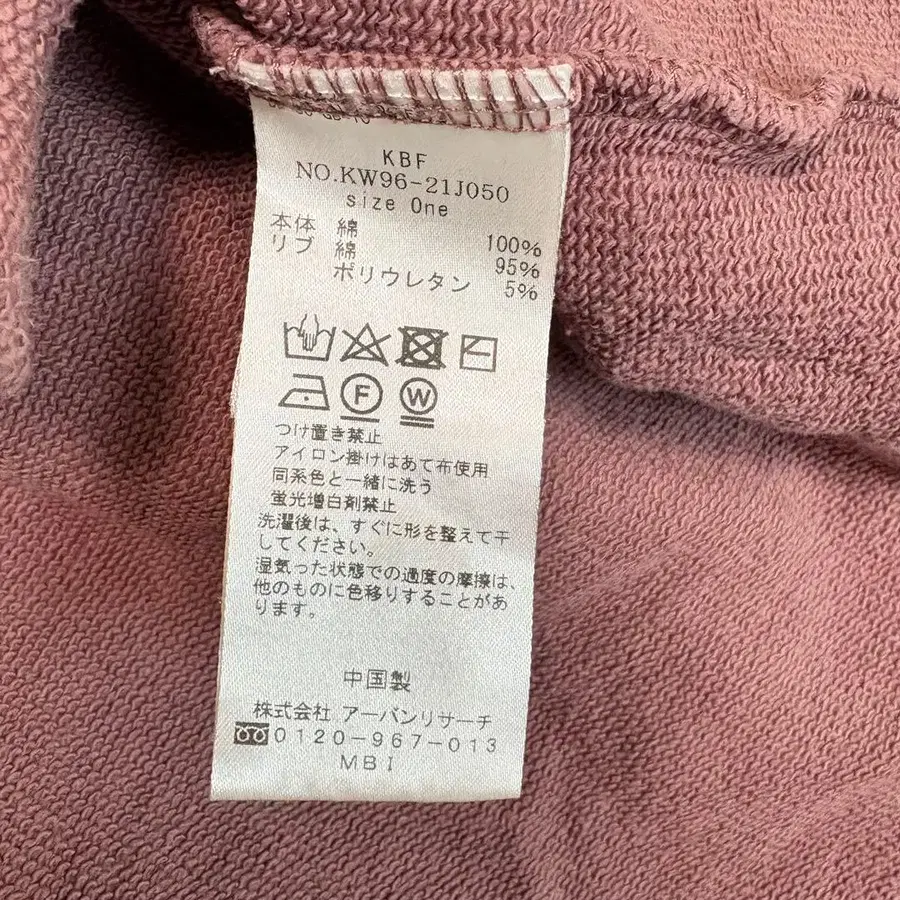 KBF
NO.KW96-21J050
size One
本体 綿 100%
リブ 綿 95%
ポリウレタン 5%
F W
つけ置き禁止
アイロン掛けはあて布使用
同系色と一緒に洗う
蛍光増白剤禁止
洗濯後は、すぐに形を整えて干
してください。
湿気った状態での過度の摩擦は、
他のものに色移りすることがあ
ります。
中国製
株式会社 アーバンリサーチ
0120-967-013
MBI